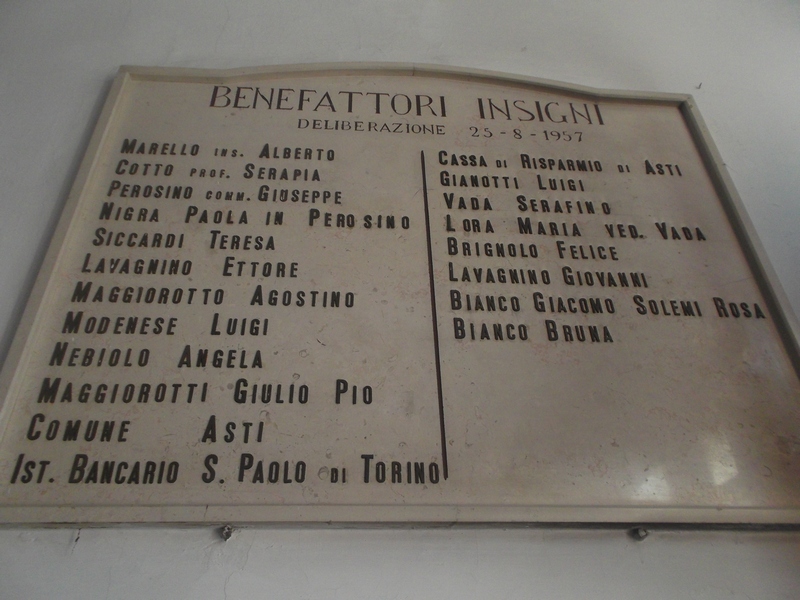 BENEFATTORI INSIGNI
DELIBERAZIONE 25-8-1957
MARELLO INS. ALBERTO
COTTO PROF. SERAPIA
PEROSINO COMM. GIUSEPPE
NIGRA PAOLA IN PEROSINO
SICCARDI TERESA
LAVAGNINO ETTORE
MAGGIOROTTO AGOSTINO
MODENESE LUIGI
NEBIOLO ANGELA
MAGGIOROTTI GIULIO PIO
COMUNE ASTI
IST. BANCARIO S. PAOLO DI TORINO
CASSA DI RISPARMIO DI ASTI
GIANOTTI LUIGI
VADA SERAFINO
LORA MARIA VED. VADA
BRIGNOLO FELICE
LAVAGNINO GIOVANNI
BIANCO GIACOMO SOLEMI ROSA
BIANCO BRUNA